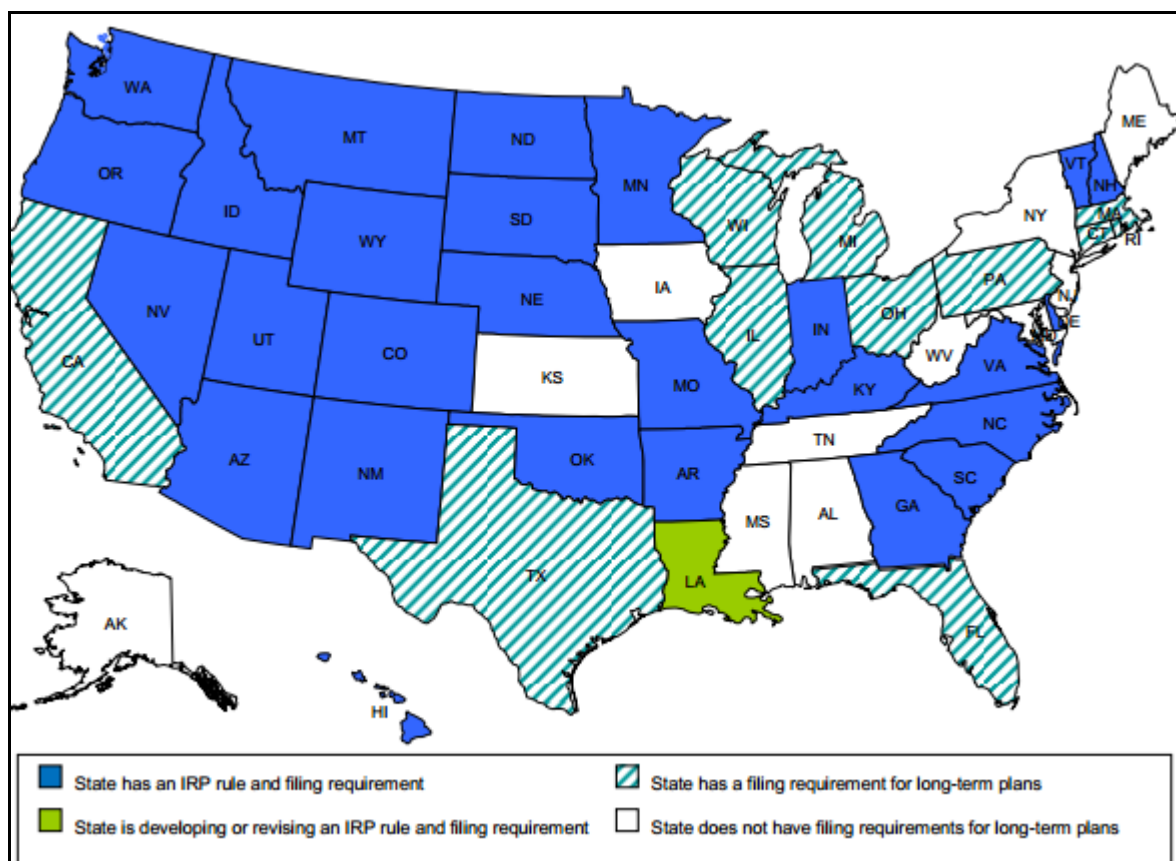 WA
MT
ND
ME
OR
MN
VT
NH
ID
SD
WI
NY
MA
WY
MI
CT
RI
IA
PA
NE
NV
IL
IN
OH
N
UT
CO
E
CA
WV
KS
MO
VA
KY
TN
NC
AZ
NM
OK
AR
SC
MS
AL
GA
TX
LA
AK
FL
HI
State has an IRP rule and filing requirement
State has a filing requirement for long-term plans
State is developing or revising an IRP rule and filing requirement
State does not have filing requirements for long-term plans